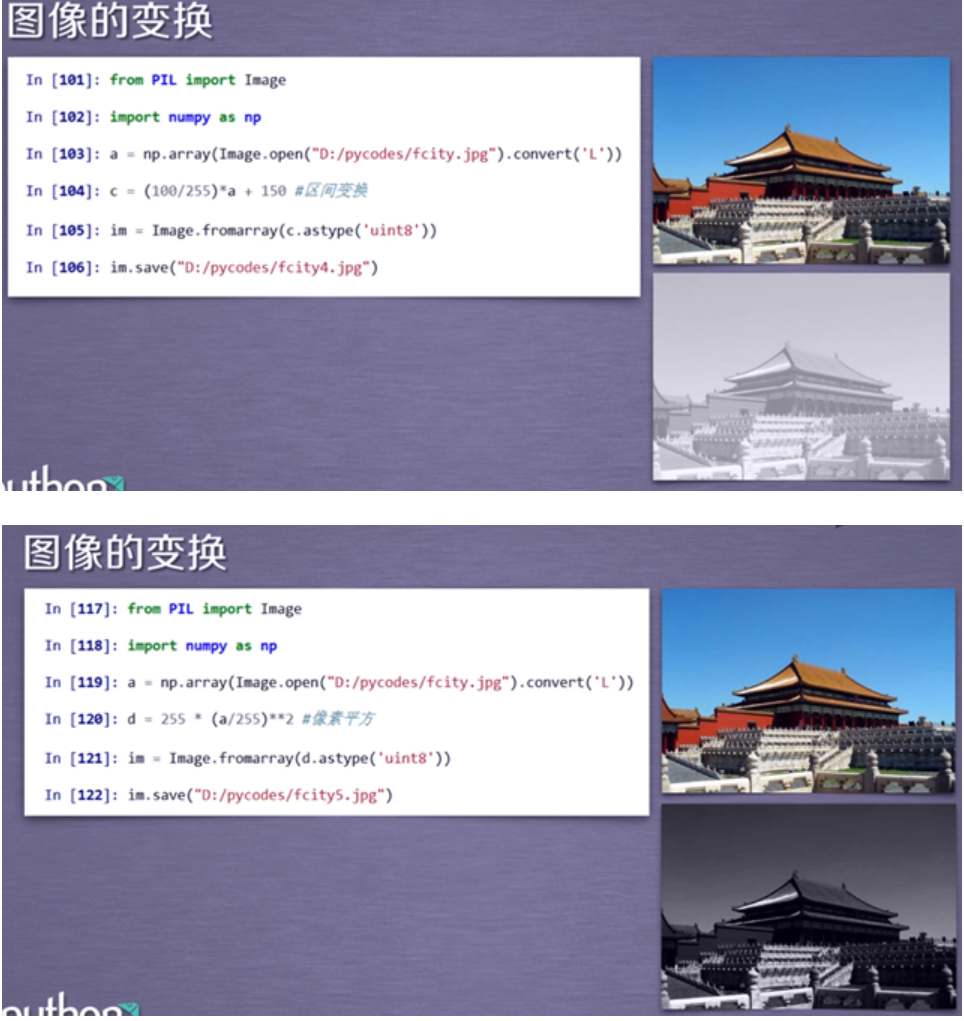 图像的变换
In [101]: from PIL import Image
In [102]: import numpy as np
In [103]: a = np.array(Image.open("D:/pycodes/fcity.jpg").convert('L'))
In [104]: c = (100/255)*a + 150 #区间变换
In [105]: im = Image.fromarray(c.astype('uint8'))
In [106]: im.save("D:/pycodes/fcity4.jpg")
图像的变换
In [117]: from PIL import Image
In [118]: import numpy as np
In [119]: a = np.array(Image.open("D:/pycodes/fcity.jpg").convert('L'))
In [120]: d = 255 * (a/255)**2 #像素平方
In [121]: im = Image.fromarray(d.astype('uint8'))
In [122]: im.save("D:/pycodes/fcity5.jpg")